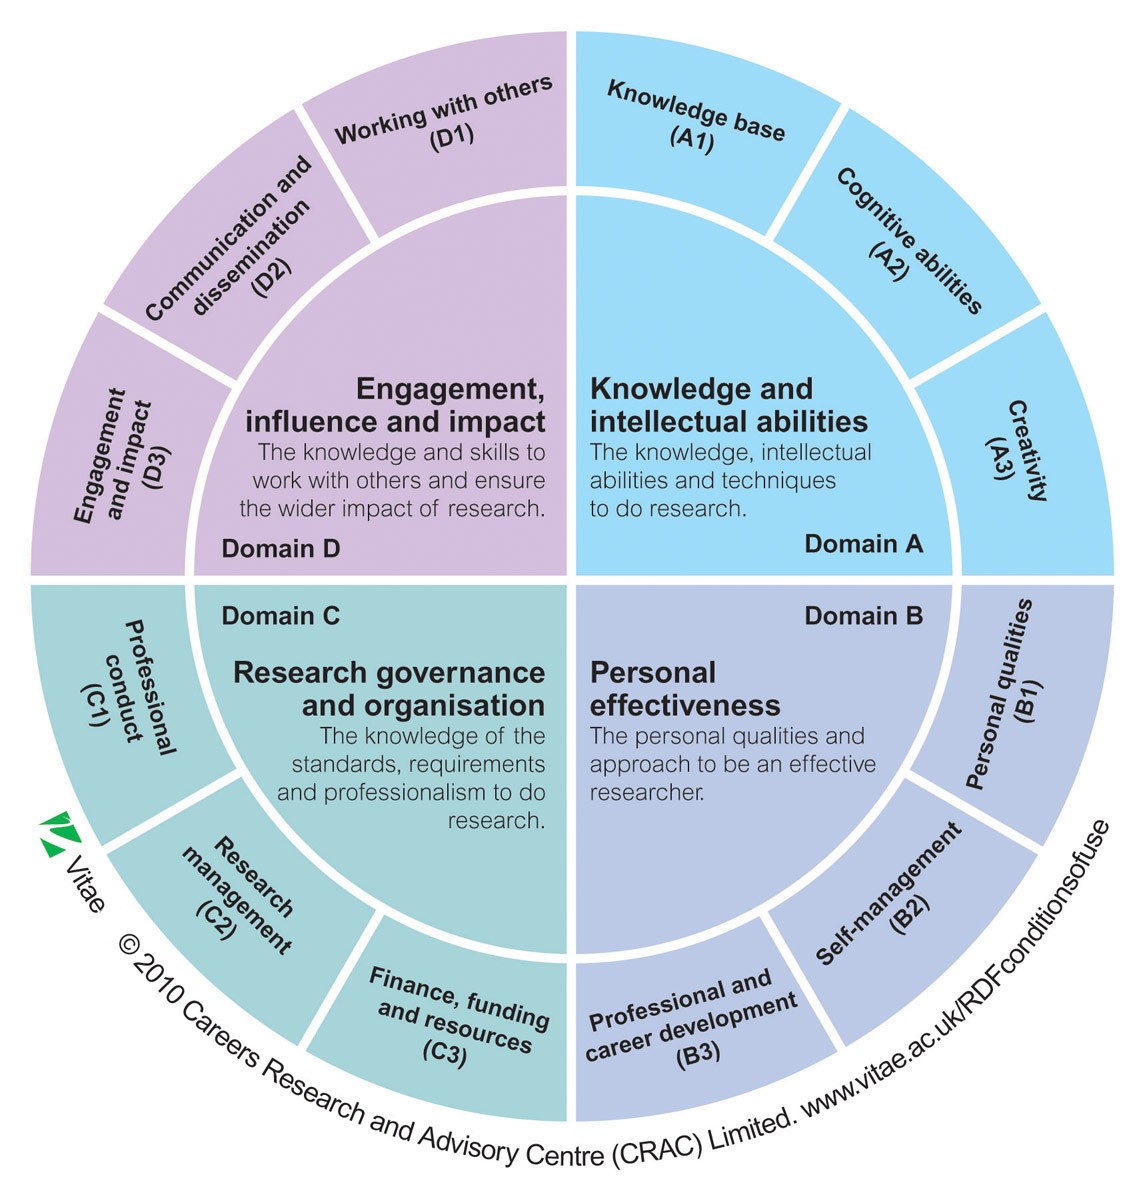 Working with others
(D1)
Knowledge base
(A1)
Communication and
dissemination
(D2)
Cognitive abilities
(A2)
Engagement
and impact
(D3)
Creativity
(A3)
Engagement,
influence and impact
The knowledge and skills to
work with others and ensure
the wider impact of research.
Domain D
Knowledge and
intellectual abilities
The knowledge, intellectual
abilities and techniques
to do research.
Domain A
Domain C
Research governance
and organisation
The knowledge of the
standards, requirements
and professionalism to do
research.
Domain B
Personal
effectiveness
The personal qualities and
approach to be an effective
researcher.
Professional
conduct
(C1)
Personal qualities
(B1)
Research
management
(C2)
Self-management
(B2)
Finance, funding
and resources
(C3)
Professional and
career development
(B3)
Vitae © 2010 Careers Research and Advisory Centre (CRAC) Limited. www.vitae.ac.uk/RDFconditionsofuse